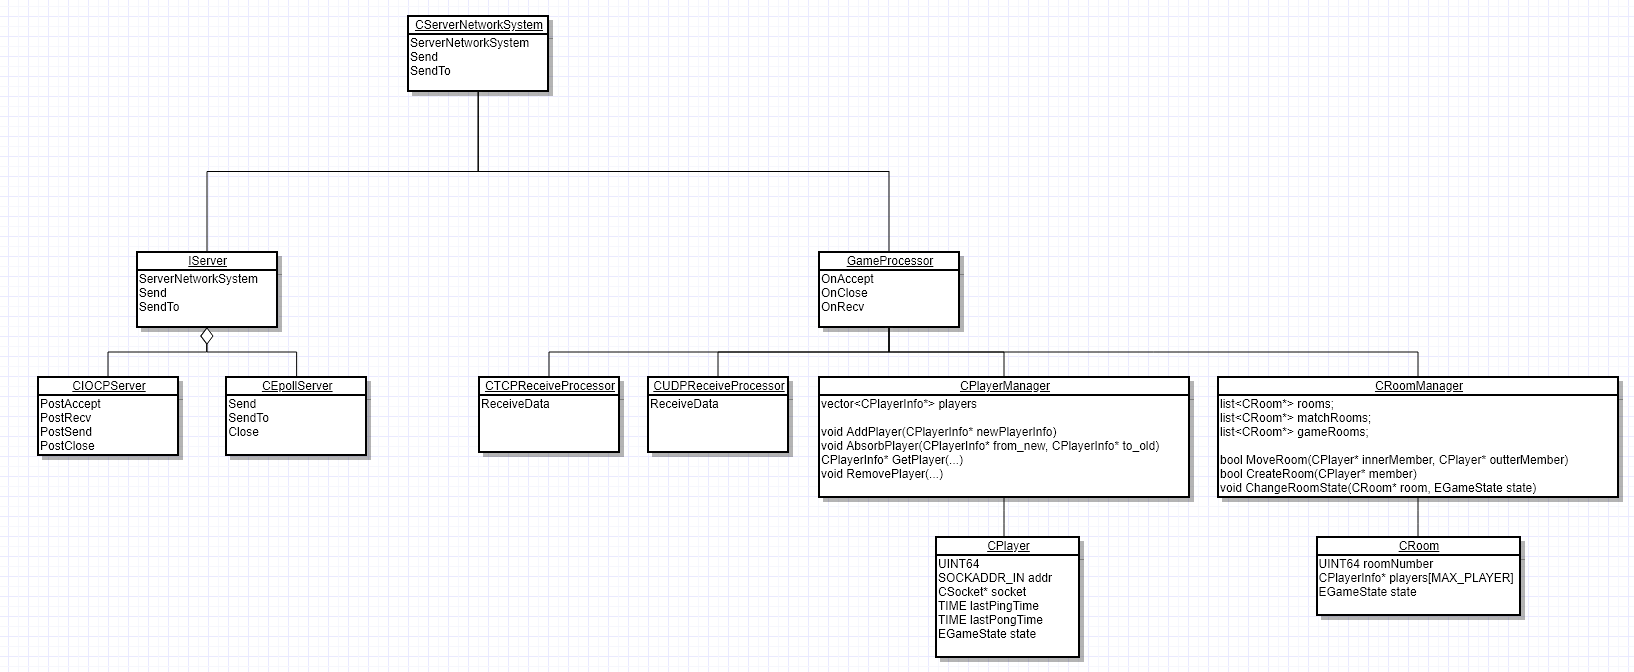 CServerNetworkSystem
ServerNetworkSystem
Send
SendTo
IServer
ServerNetworkSystem
Send
SendTo
GameProcessor
OnAccept
OnClose
OnRecv
CIOCPServer
PostAccept
PostRecv
PostSend
PostClose
CEpollServer
Send
SendTo
Close
CTCPReceiveProcessor
ReceiveData
CUDPReceiveProcessor
ReceiveData
CPlayerManager
vector<CPlayerInfo*> players
void AddPlayer(CPlayerInfo* newPlayerInfo)
void AbsorbPlayer(CPlayerInfo* from_new, CPlayerInfo* to_old)
CPlayerInfo* GetPlayer(...)
void RemovePlayer(...)
CRoomManager
list<CRoom*> rooms;
list<CRoom*> matchRooms;
list<CRoom*> gameRooms;
bool MoveRoom(CPlayer* innerMember, CPlayer* outterMember)
bool CreateRoom(CPlayer* member)
void ChangeRoomState(CRoom* room, EGameState state)
CPlayer
UINT64
SOCKADDR_IN addr
CSocket* socket
TIME lastPingTime
TIME lastPongTime
EGameState state
CRoom
UINT64 roomNumber
CPlayerInfo* players[MAX_PLAYER]
EGameState state